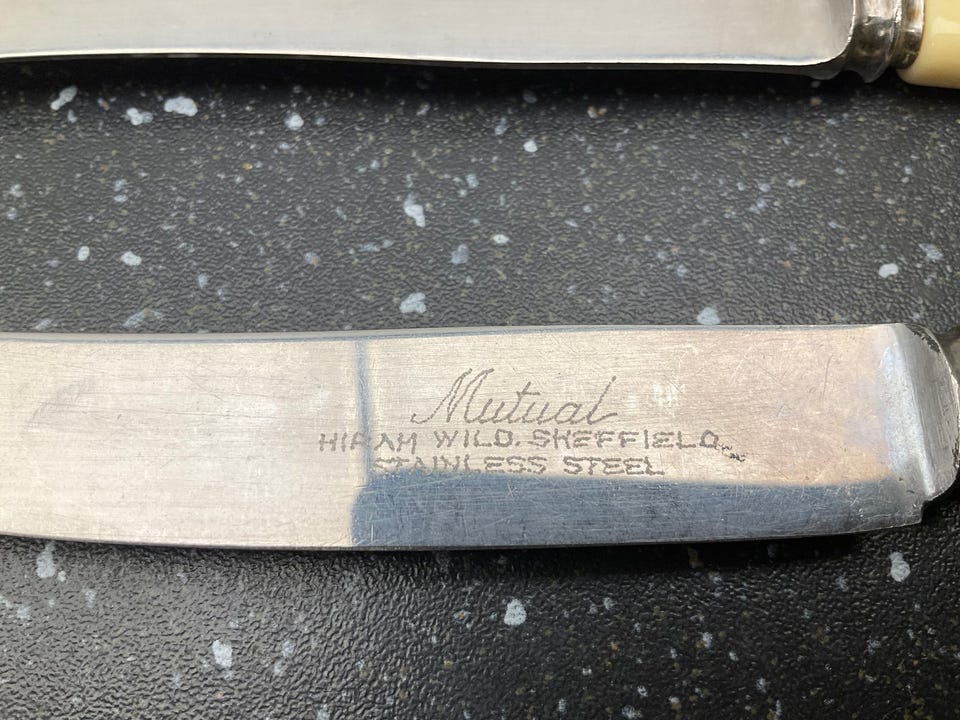 Mutual
HIRAM WILD. SHEFFIELD.
STAINLESS STEEL